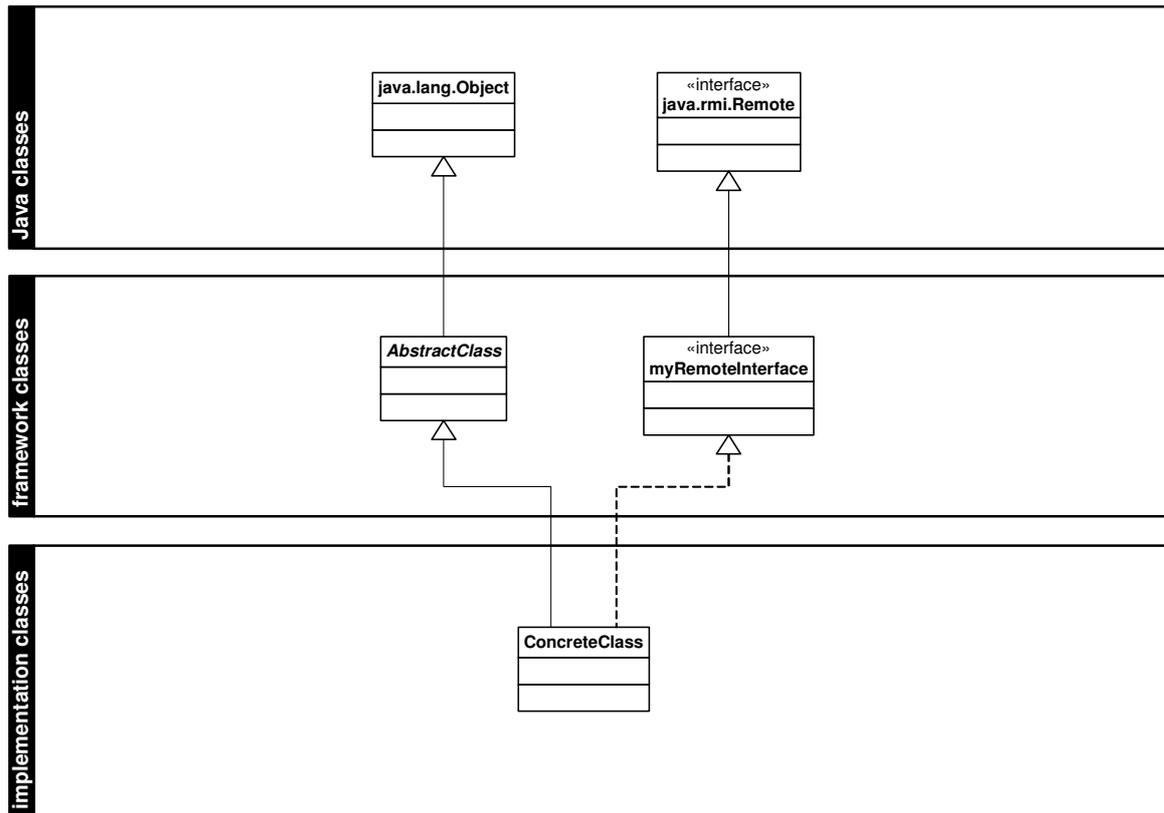 Java classes
java.lang.Object
«interface»
java.rmi.Remote
framework classes
AbstractClass
«interface»
myRemoteInterface
implementation classes
ConcreteClass